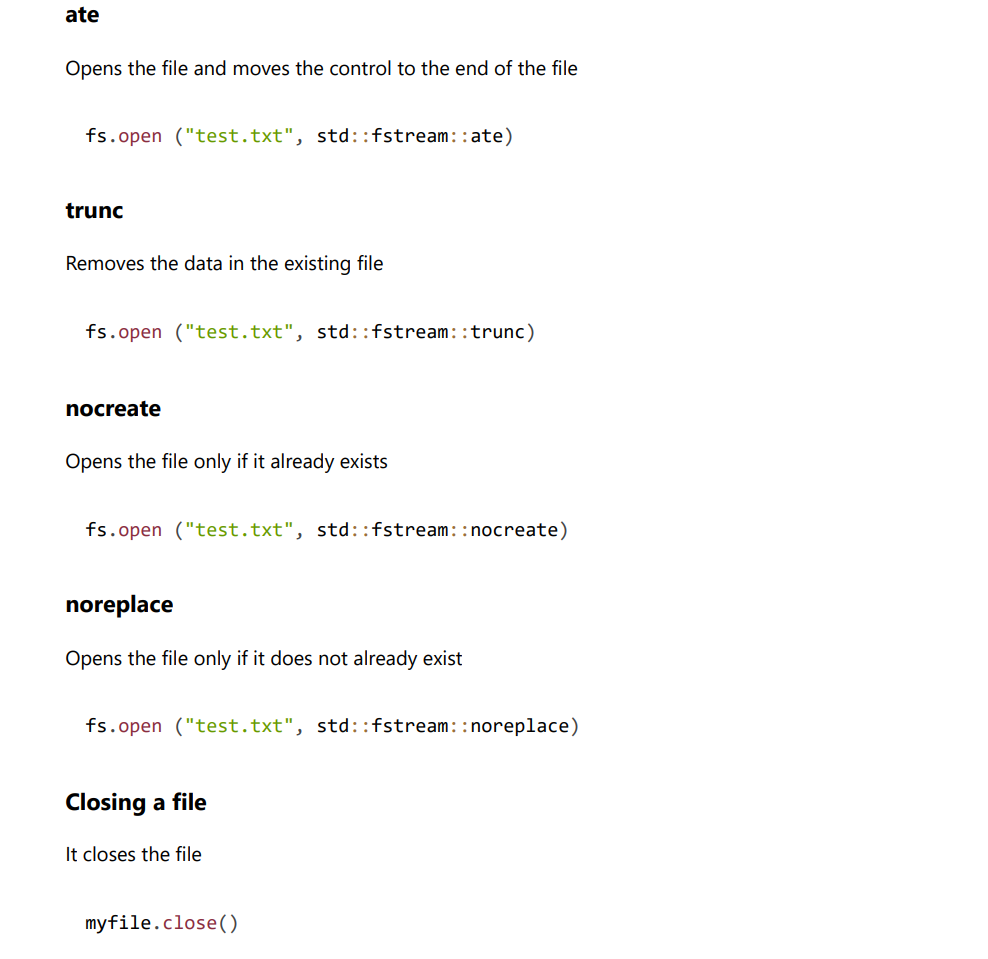 ate
Opens the file and moves the control to the end of the file
fs.open ("test.txt", std::fstream::ate)
trunc
Removes the data in the existing file
fs.open ("test.txt", std::fstream::trunc)
nocreate
Opens the file only if it already exists
fs.open ("test.txt", std::fstream::nocreate)
noreplace
Opens the file only if it does not already exist
fs.open ("test.txt", std::fstream::noreplace)
Closing a file
It closes the file
myfile.close()